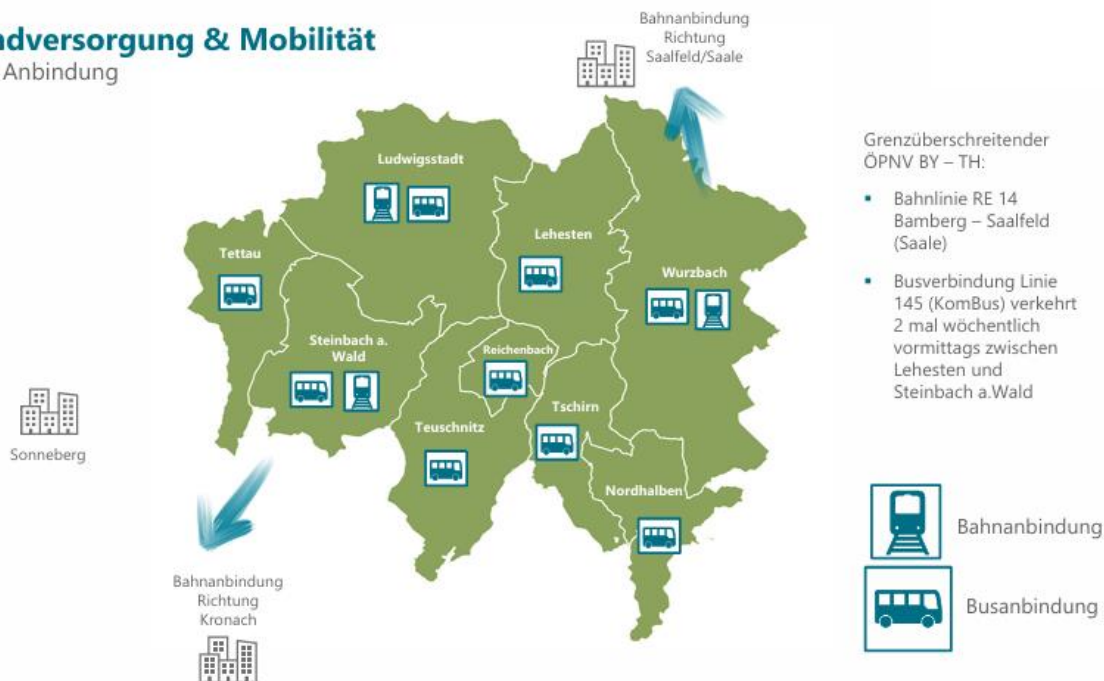 ndversorgung & Mobilität
Anbindung
Bahnanbindung
Richtung
Saalfeld/Saale
Ludwigsstadt
Lehesten
Tettau
Wurzbach
Steinbach a.
Wald
Reichenbach
Tschirn
Teuschnitz
Nordhalben
Sonneberg
Bahnanbindung
Richtung
Kronach
Grenzüberschreitender
ÖPNV BY – TH:
▪ Bahnlinie RE 14
Bamberg – Saalfeld
(Saale)
▪ Busverbindung Linie
145 (KomBus) verkehrt
2 mal wöchentlich
vormittags zwischen
Lehesten und
Steinbach a.Wald
Bahnanbindung
Busanbindung